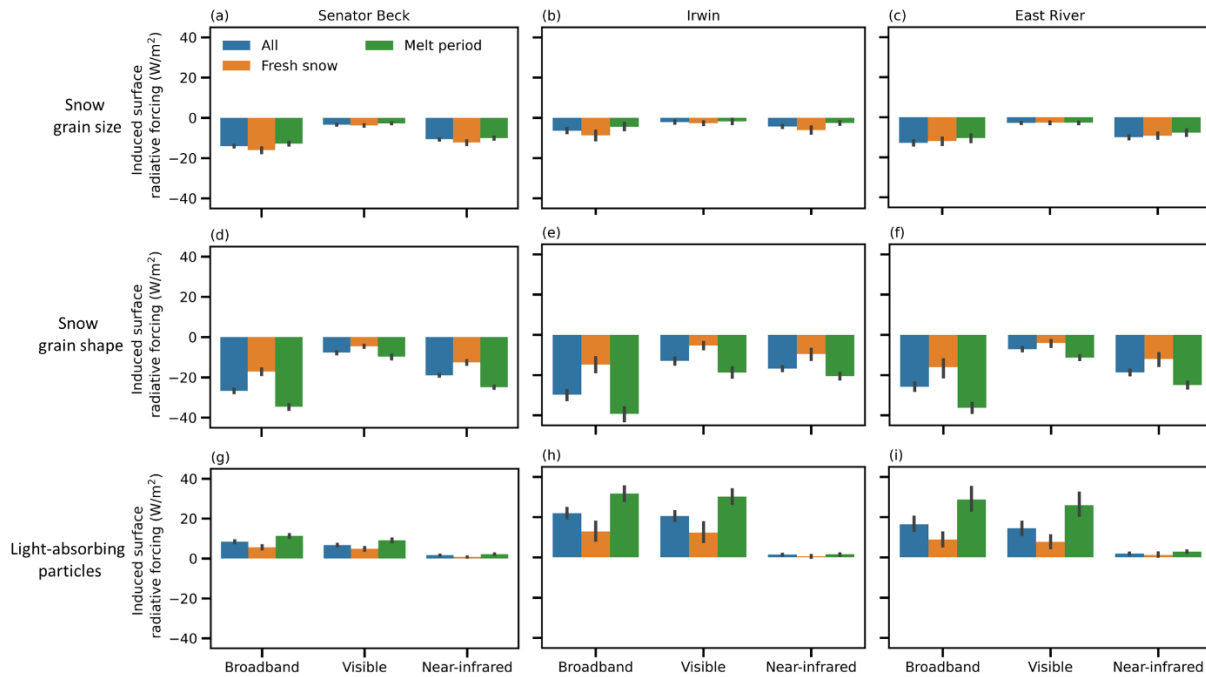 (a) Senator Beck
(b) Irwin
(c) East River
All
Fresh snow
Melt period
Snow
grain size
Induced surface
radiative forcing (W/m²)
40
20
0
−20
−40
(d)
(e)
(f)
Snow
grain shape
Induced surface
radiative forcing (W/m²)
40
20
0
−20
−40
(g)
(h)
(i)
Light-absorbing
particles
Induced surface
radiative forcing (W/m²)
40
20
0
−20
−40
Broadband Visible Near-infrared
Broadband Visible Near-infrared
Broadband Visible Near-infrared